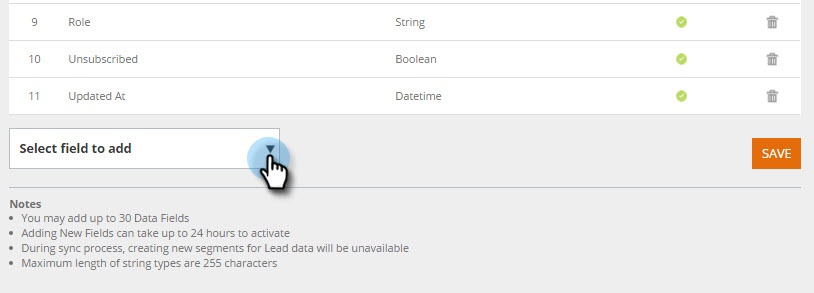 9 Role String
10 Unsubscribed Boolean
11 Updated At Datetime
Select field to add
SAVE
Notes
You may add up to 30 Data Fields
Adding New Fields can take up to 24 hours to activate
During sync process, creating new segments for Lead data will be unavailable
Maximum length of string types are 255 characters